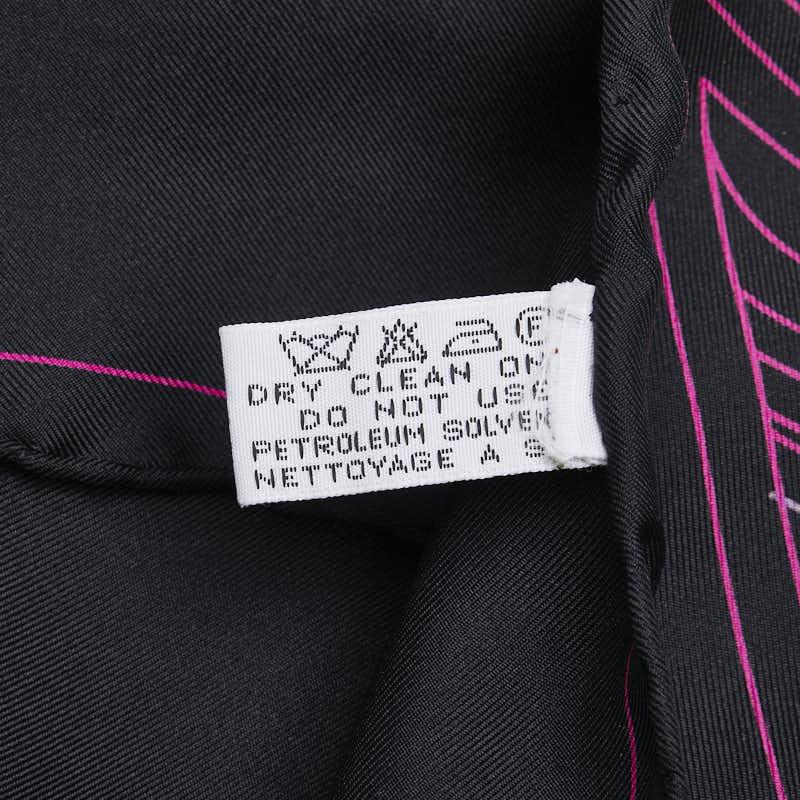 DRY CLEAN ON
DO NOT USE
PETROLEUM SOLVEN
NETTOYAGE A S